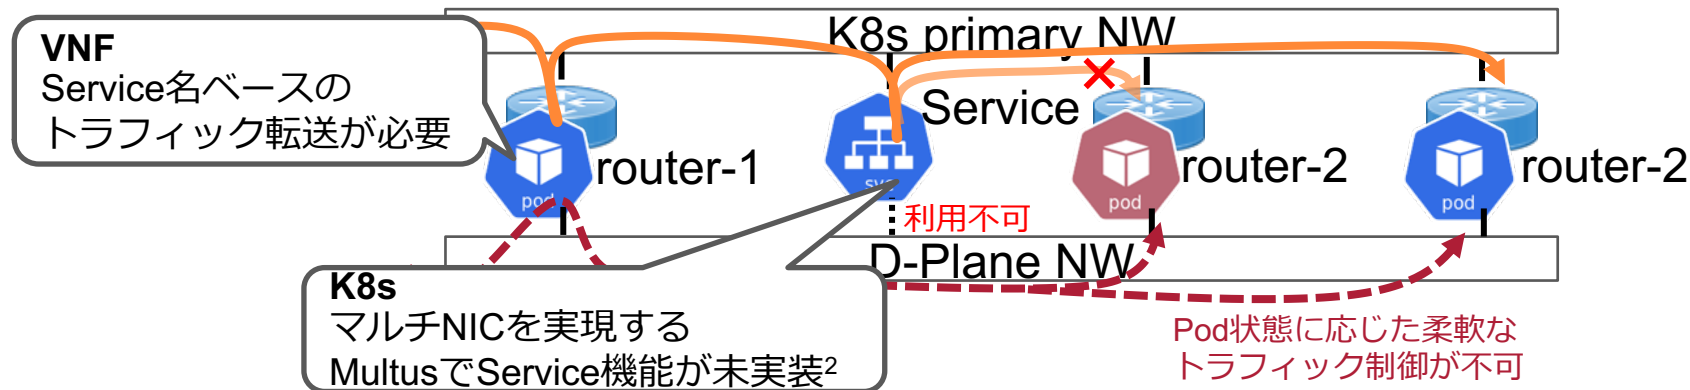 K8s primary NW
VNF
Service名ベースの
トラフィック転送が必要
Service
router-1
router-2
router-2
pod
svc
pod
pod
利用不可
D-Plane NW
K8s
マルチNICを実現する
MultusでService機能が未実装2
Pod状態に応じた柔軟な
トラフィック制御が不可